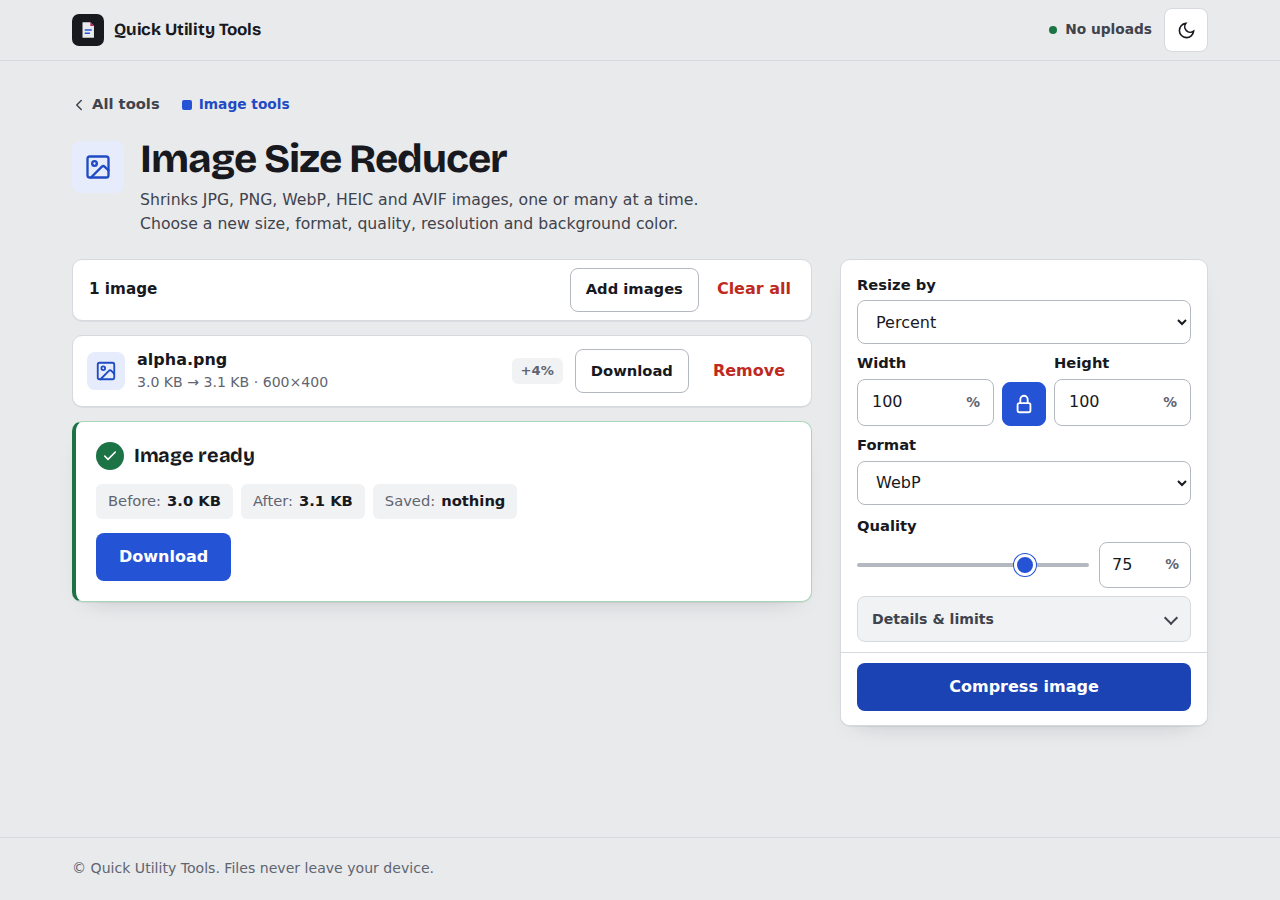 Quick Utility Tools
No uploads
All tools
Image tools
Image Size Reducer
Shrinks JPG, PNG, WebP, HEIC and AVIF images, one or many at a time.
Choose a new size, format, quality, resolution and background color.
1 image
Add images
Clear all
alpha.png
3.0 KB → 3.1 KB · 600×400
+4%
Download
Remove
Image ready
Before: 3.0 KB
After: 3.1 KB
Saved: nothing
Download
Resize by
Percent
Width
Height
100 %
100 %
Format
WebP
Quality
75 %
Details & limits
Compress image
© Quick Utility Tools. Files never leave your device.